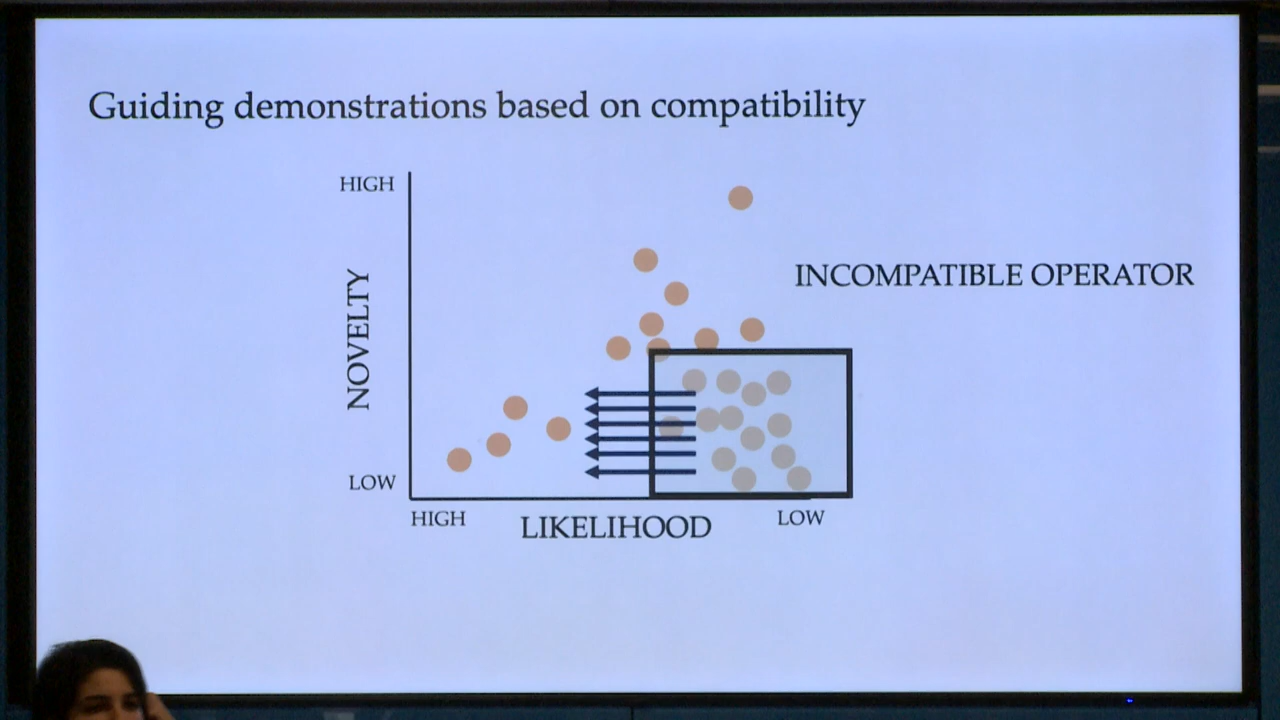 Guiding demonstrations based on compatibility
HIGH
NOVELTY
LOW
INCOMPATIBLE OPERATOR
HIGH
LIKELIHOOD
LOW